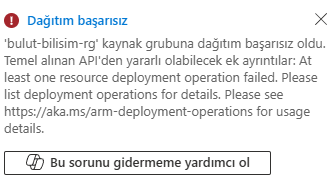 Dağıtım başarısız
'bulut-bilisim-rg' kaynak grubuna dağıtım başarısız oldu.
Temel alınan API'den yararlı olabilecek ek ayrıntılar: At
least one resource deployment operation failed. Please
list deployment operations for details. Please see
https://aka.ms/arm-deployment-operations for usage
details.
Bu sorunu gidermeme yardımcı ol